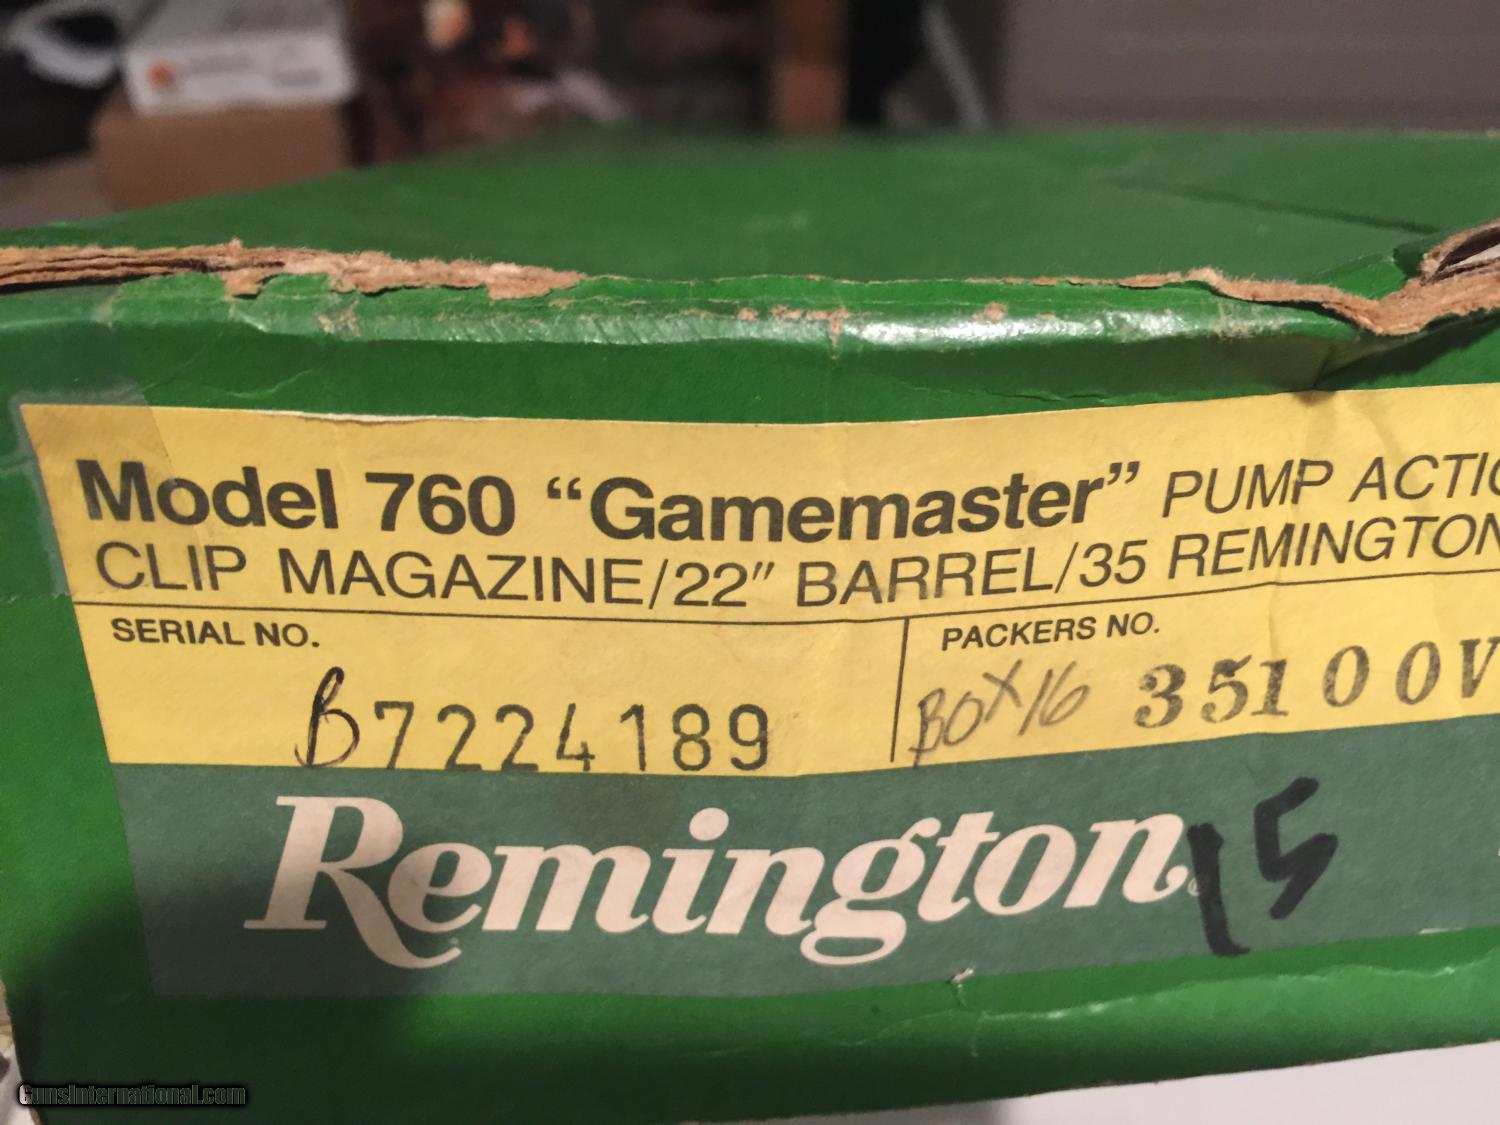 Model 760 “Gamemaster” PUMP ACTIO
CLIP MAGAZINE/22” BARREL/35 REMINGTON
SERIAL NO.
B7224189
PACKERS NO.
BOX 16 35100V
Remington
15
GunsInternational.com